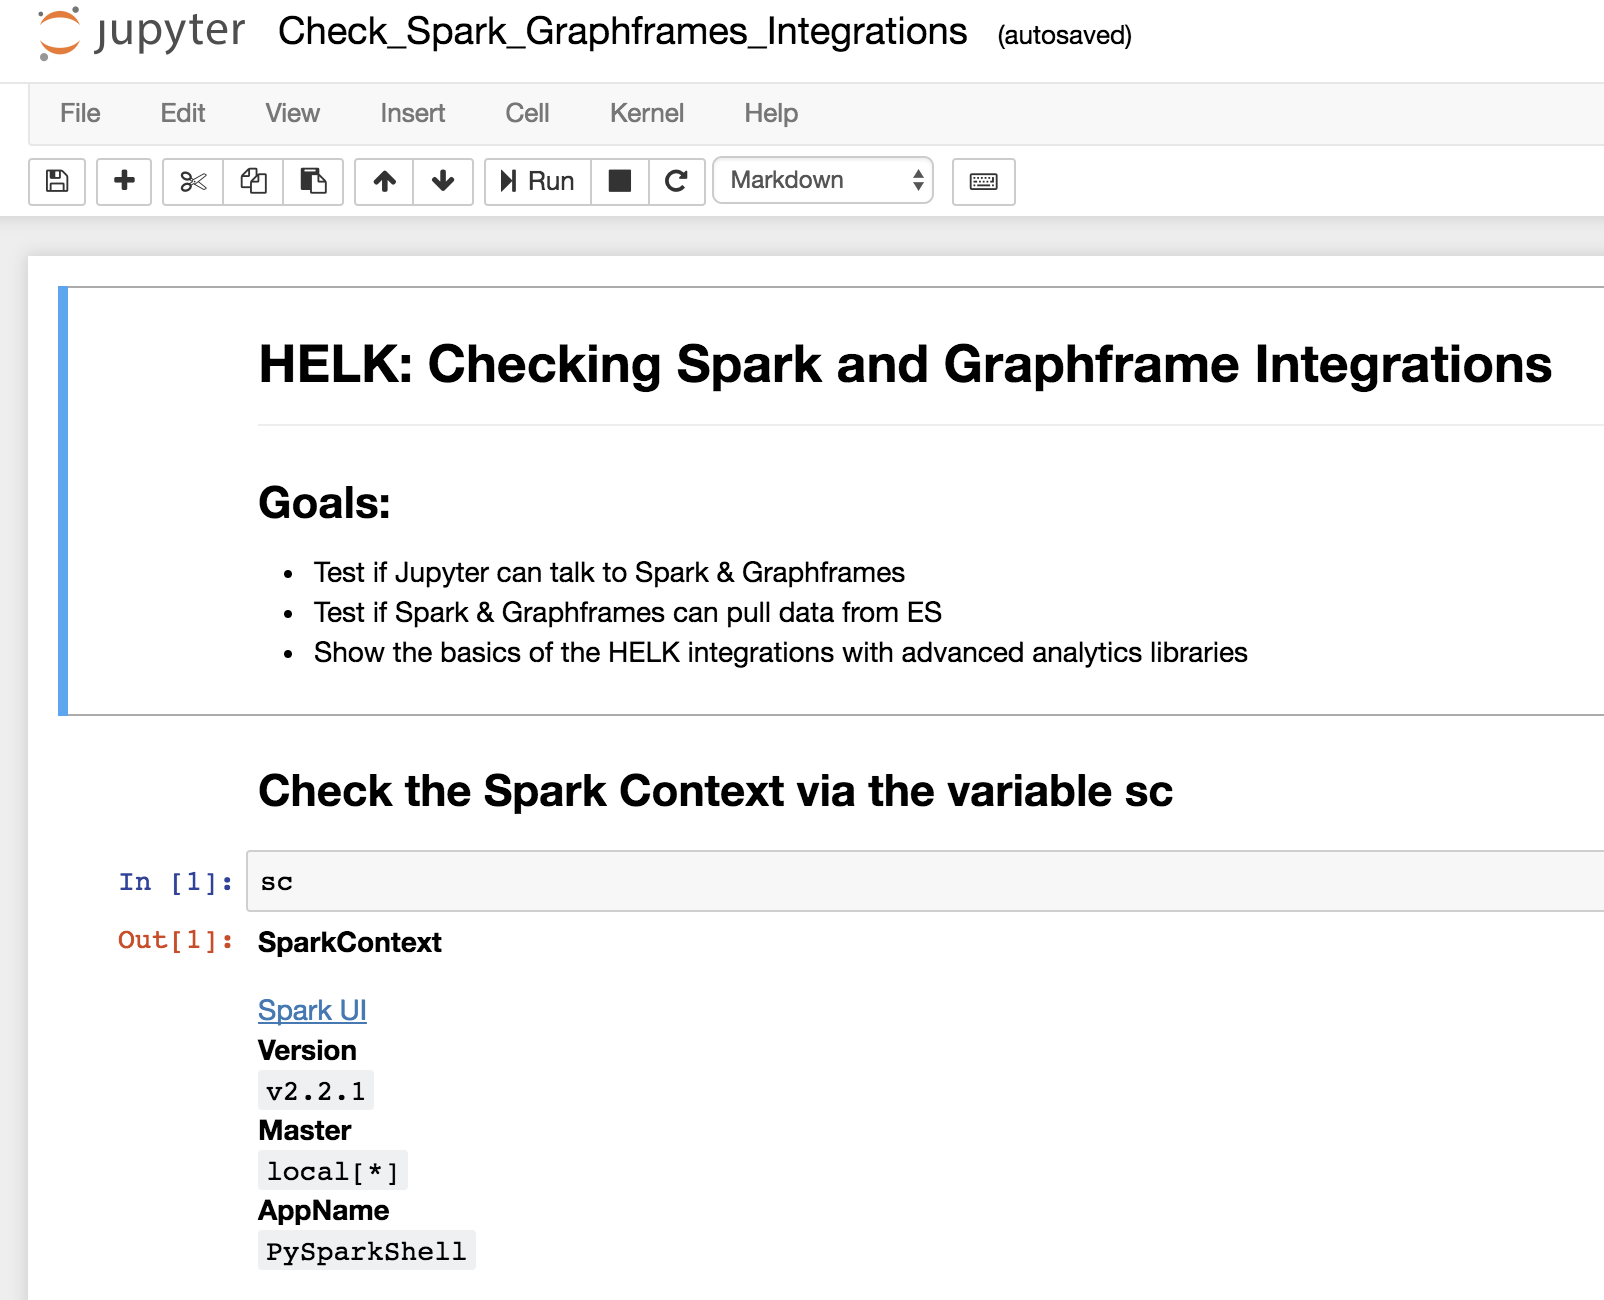 jupyter Check_Spark_Graphframes_Integrations (autosaved)
File Edit View Insert Cell Kernel Help
Run Markdown
HELK: Checking Spark and Graphframe Integrations
Goals:
• Test if Jupyter can talk to Spark & Graphframes
• Test if Spark & Graphframes can pull data from ES
• Show the basics of the HELK integrations with advanced analytics libraries
Check the Spark Context via the variable sc
In [1]: sc
Out[1]: SparkContext
Spark UI
Version
v2.2.1
Master
local[*]
AppName
PySparkShell